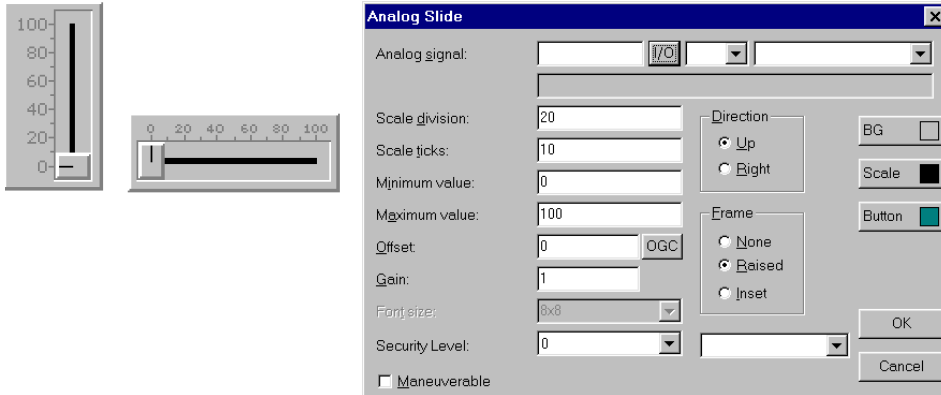 100
80
60
40
20
0
0 20 40 60 80 100
Analog Slide
Analog signal:
I/O
Scale division:
20
Scale ticks:
10
Minimum value:
0
Maximum value:
100
Offset:
0
OGC
Gain:
1
Font size:
8x8
Security Level:
0
Maneuverable
Direction
Up
Right
Frame
None
Raised
Inset
BG
Scale
Button
OK
Cancel